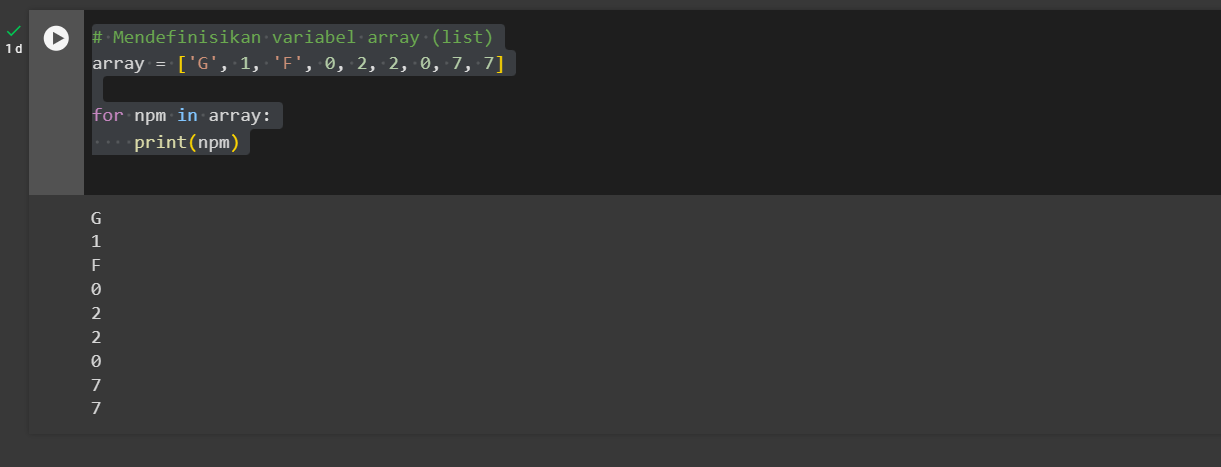 # Mendefinisikan variabel array (list)
array = ['G', 1, 'F', 0, 2, 2, 0, 7, 7]
for npm in array:
    print(npm)
1 d
G
1
F
0
2
2
0
7
7